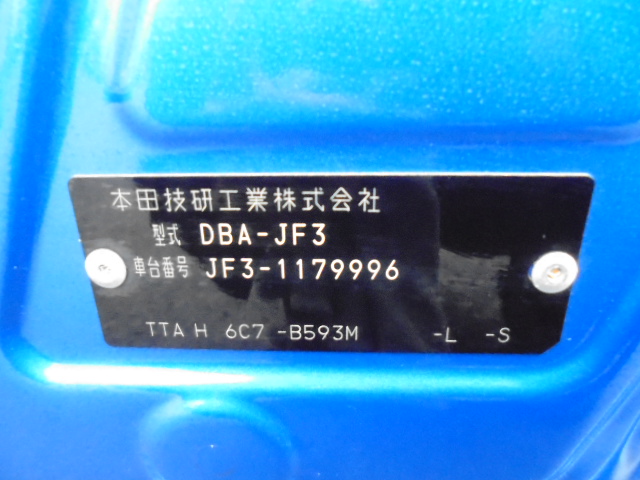 本田技研工業株式会社
型式 DBA-JF3
車台番号 JF3-1179996
TTA H 6C7 -B593M -L -S